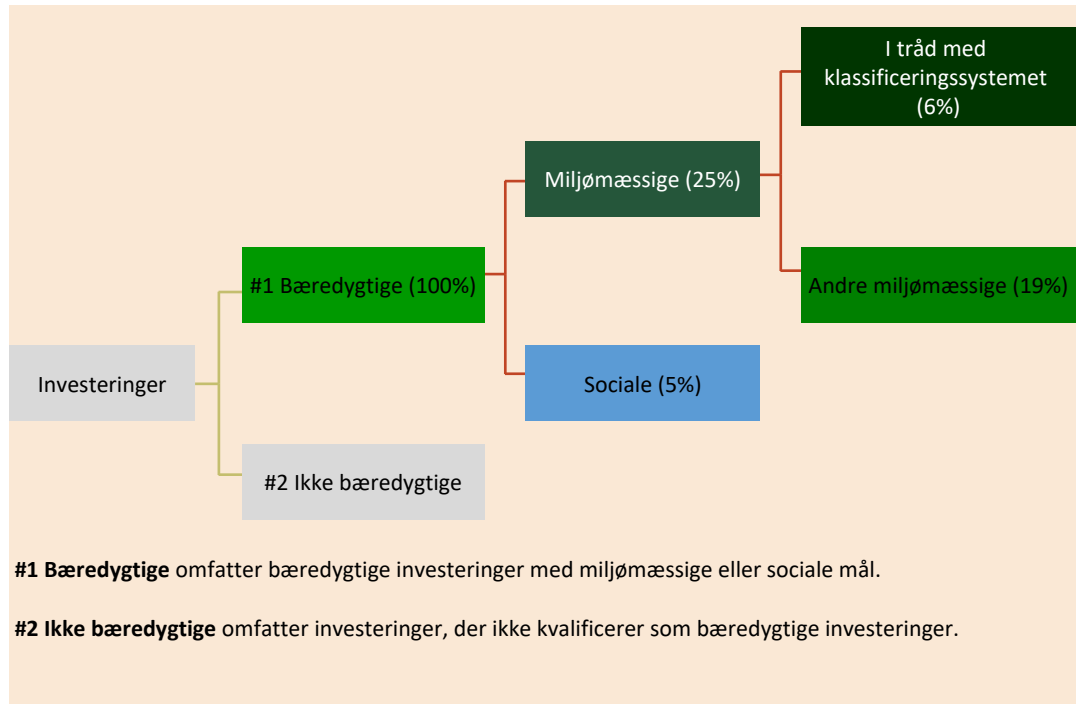 I tråd med
klassificeringssystemet
(6%)
Miljømæssige (25%)
#1 Bæredygtige (100%)
Andre miljømæssige (19%)
Investeringer
Sociale (5%)
#2 Ikke bæredygtige
#1 Bæredygtige omfatter bæredygtige investeringer med miljømæssige eller sociale mål.
#2 Ikke bæredygtige omfatter investeringer, der ikke kvalificerer som bæredygtige investeringer.